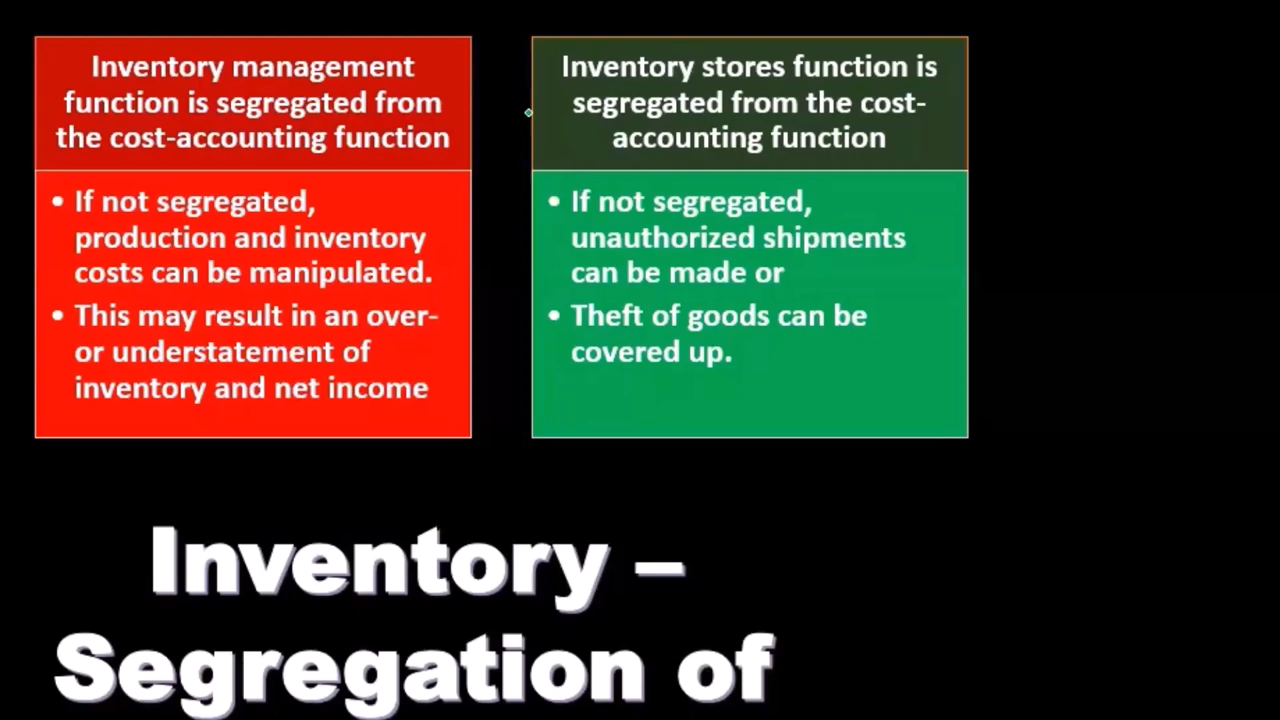 Inventory management
function is segregated from
the cost-accounting function
• If not segregated,
production and inventory
costs can be manipulated.
• This may result in an over-
or understatement of
inventory and net income
Inventory stores function is
segregated from the cost-
accounting function
• If not segregated,
unauthorized shipments
can be made or
• Theft of goods can be
covered up.
Inventory –
Segregation of